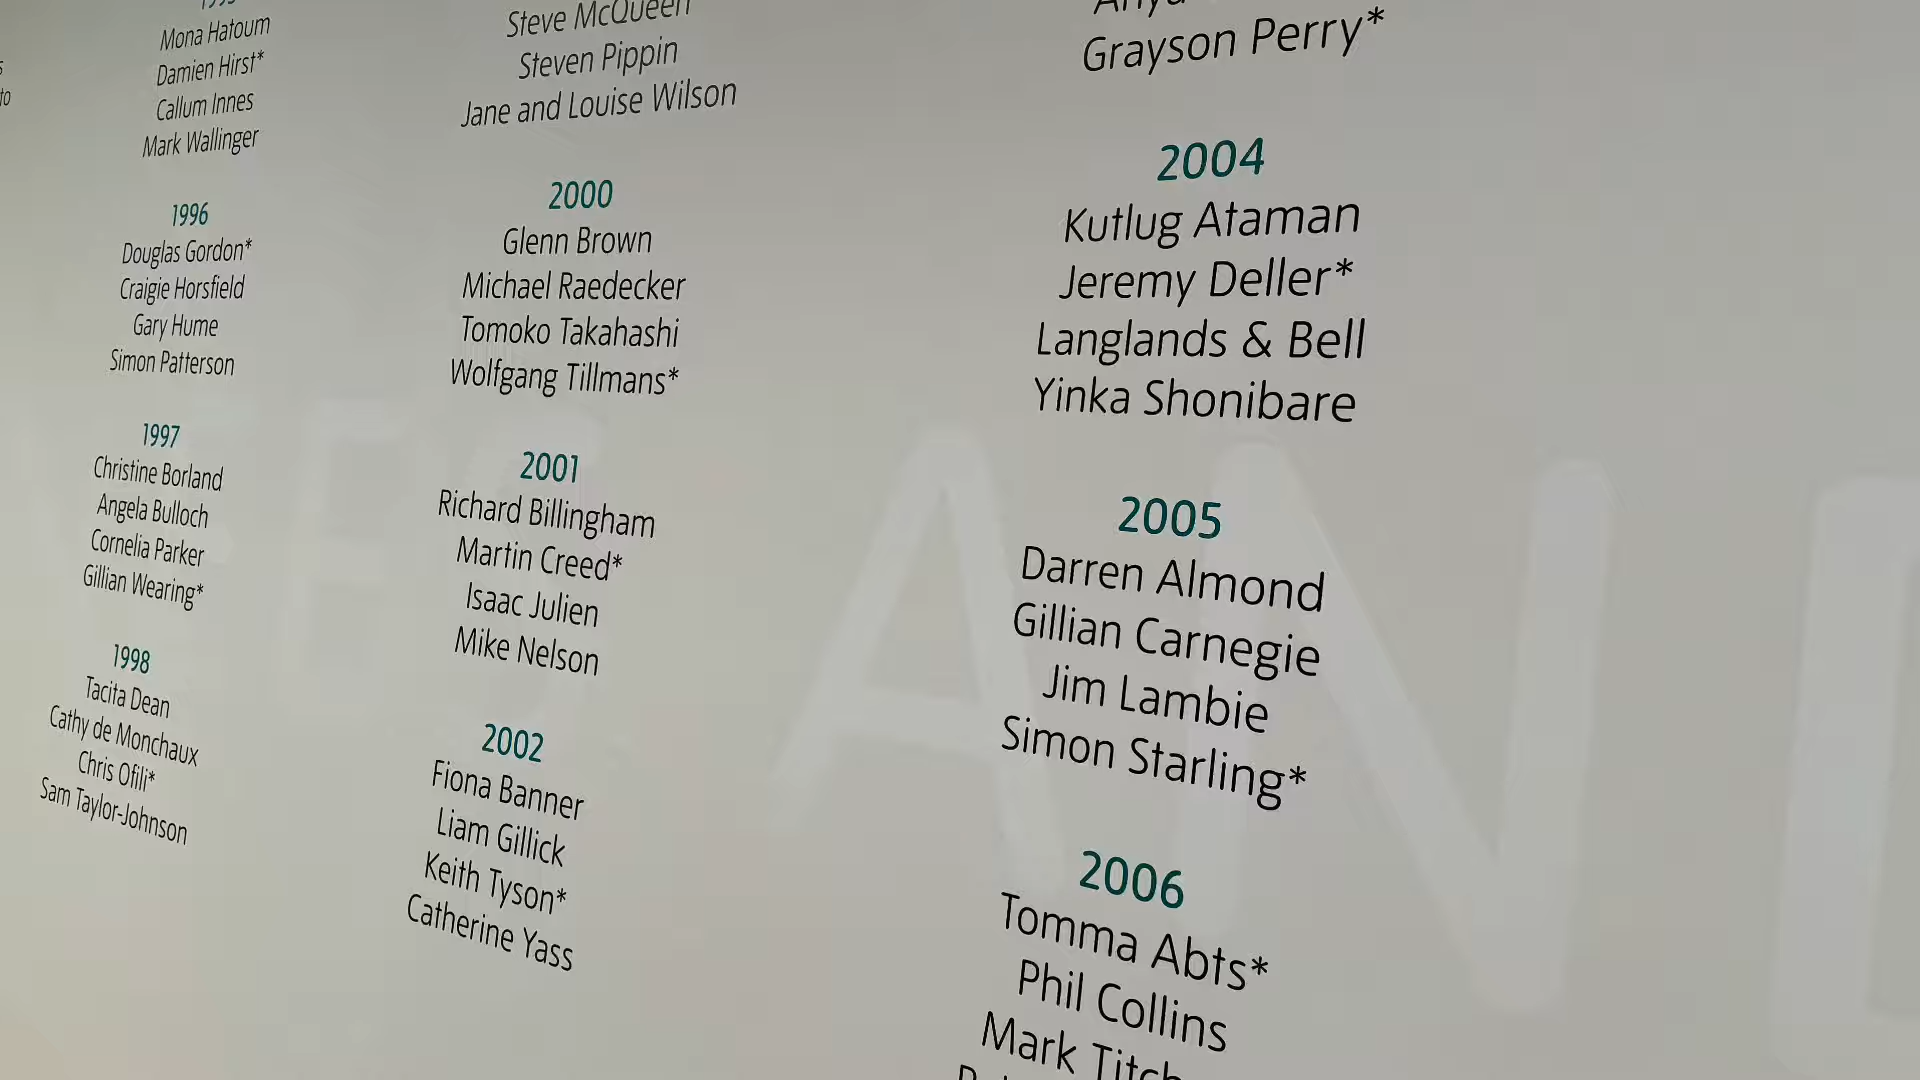 Mona Hatoum
Damien Hirst*
Callum Innes
Mark Wallinger
1996
Douglas Gordon*
Craigie Horsfield
Gary Hume
Simon Patterson
1997
Christine Borland
Angela Bulloch
Cornelia Parker
Gillian Wearing*
1998
Tacita Dean
Cathy de Monchaux
Chris Ofili*
Sam Taylor-Johnson
Steve McQueen
Steven Pippin
Jane and Louise Wilson
2000
Glenn Brown
Michael Raedecker
Tomoko Takahashi
Wolfgang Tillmans*
2001
Richard Billingham
Martin Creed*
Isaac Julien
Mike Nelson
2002
Fiona Banner
Liam Gillick
Keith Tyson*
Catherine Yass
Grayson Perry*
2004
Kutlug Ataman
Jeremy Deller*
Langlands & Bell
Yinka Shonibare
2005
Darren Almond
Gillian Carnegie
Jim Lambie
Simon Starling*
2006
Tomma Abts*
Phil Collins
Mark